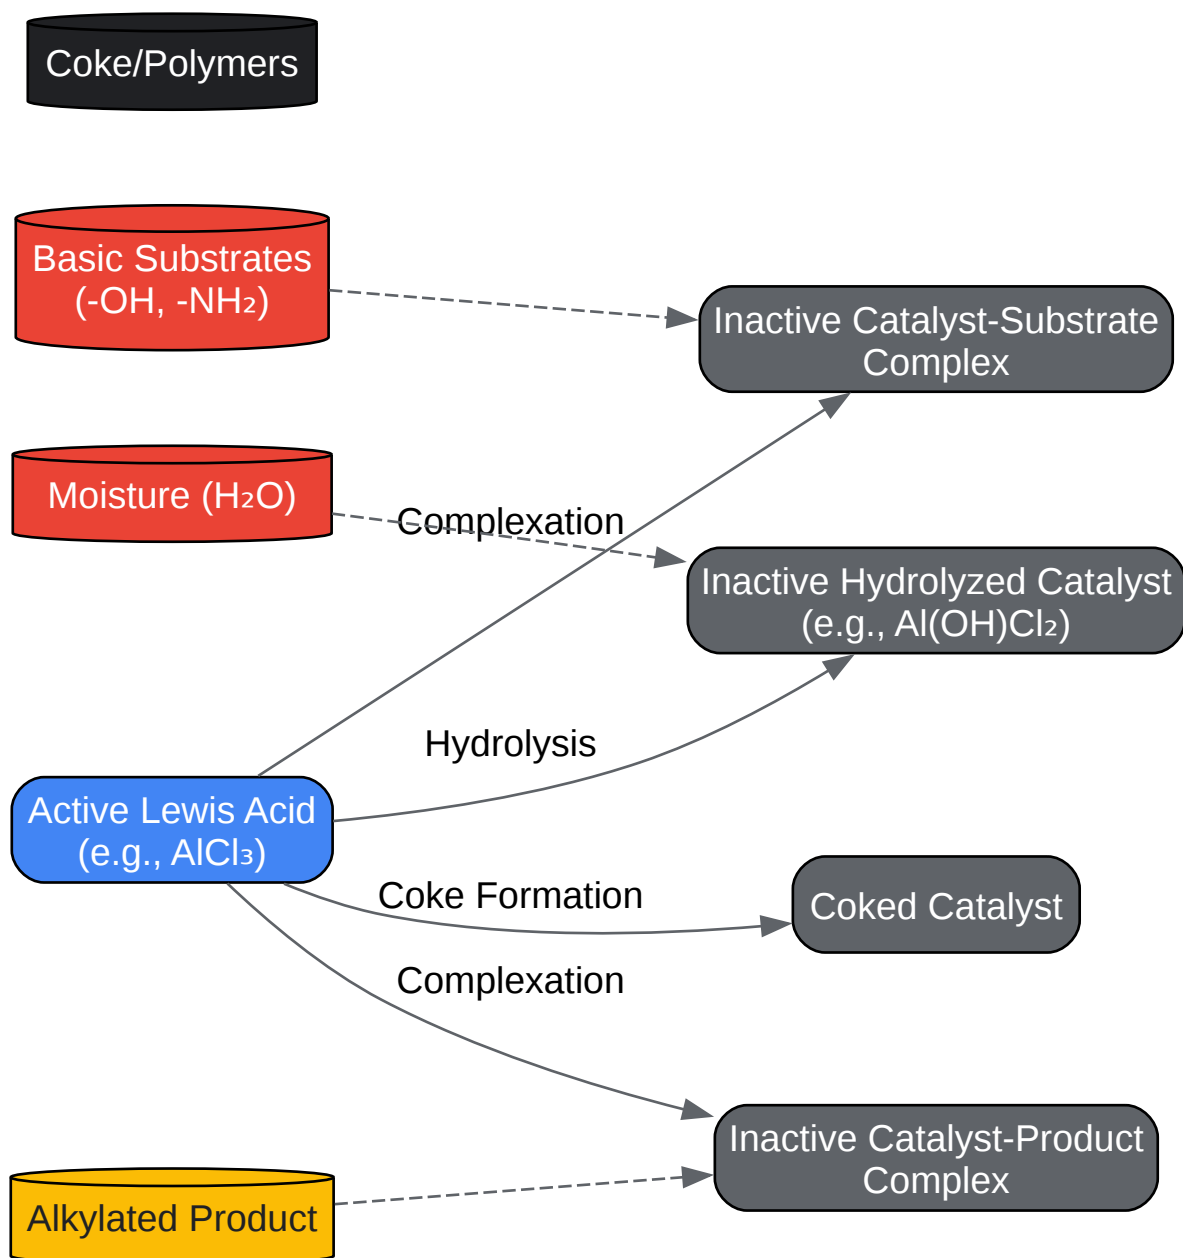 Coke/Polymers
Basic Substrates
(-OH, -NH₂)
Inactive Catalyst-Substrate
Complex
Moisture (H₂O)
Complexation
Inactive Hydrolyzed Catalyst
(e.g., Al(OH)Cl₂)
Hydrolysis
Active Lewis Acid
(e.g., AlCl₃)
Coke Formation
Coked Catalyst
Complexation
Inactive Catalyst-Product
Complex
Alkylated Product